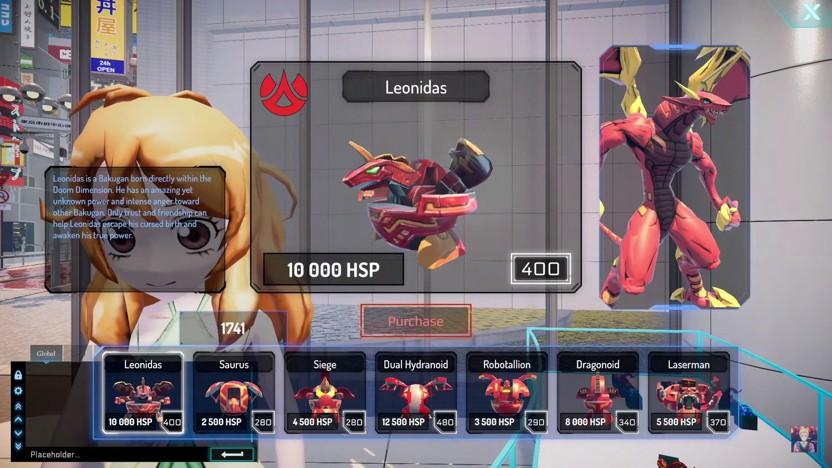 丼
屋
24h
OPEN
X
Leonidas
Leonidas is a Bakugan born directly within the
Doom Dimension. He has an amazing yet
unknown power and intense anger toward
other Bakugan. Only trust and friendship can
help Leonidas escape his cursed birth and
awaken his true power.
10 000 HSP
400
1741
Purchase
Global
Leonidas
10 000 HSP
400
Saurus
2 500 HSP
280
Siege
4 500 HSP
280
Dual Hydranoid
12 500 HSP
480
Robotallion
3 500 HSP
290
Dragonoid
8 000 HSP
340
Laserman
5 500 HSP
370
Placeholder...